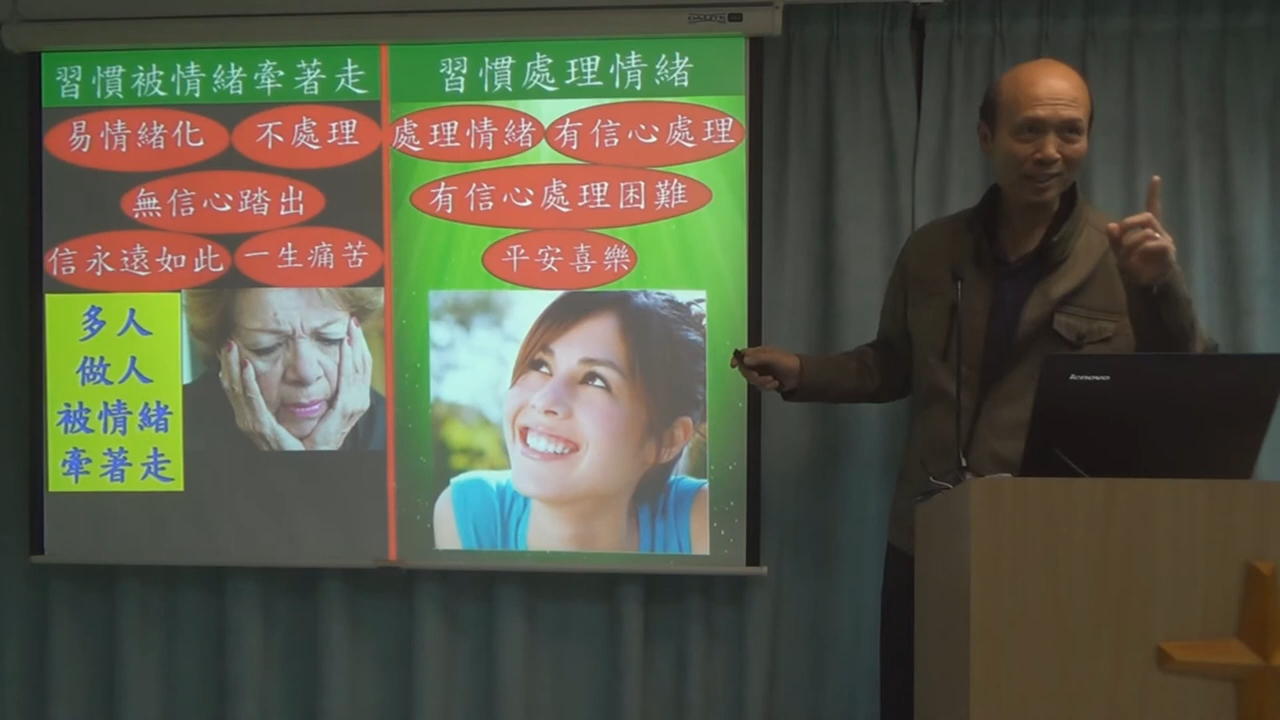 習慣被情緒牽著走
易情緒化 不處理
無信心踏出
信永遠如此 一生痛苦
多人
做人
被情緒
牽著走
習慣處理情緒
處理情緒 有信心處理
有信心處理困難
平安喜樂
lenovo